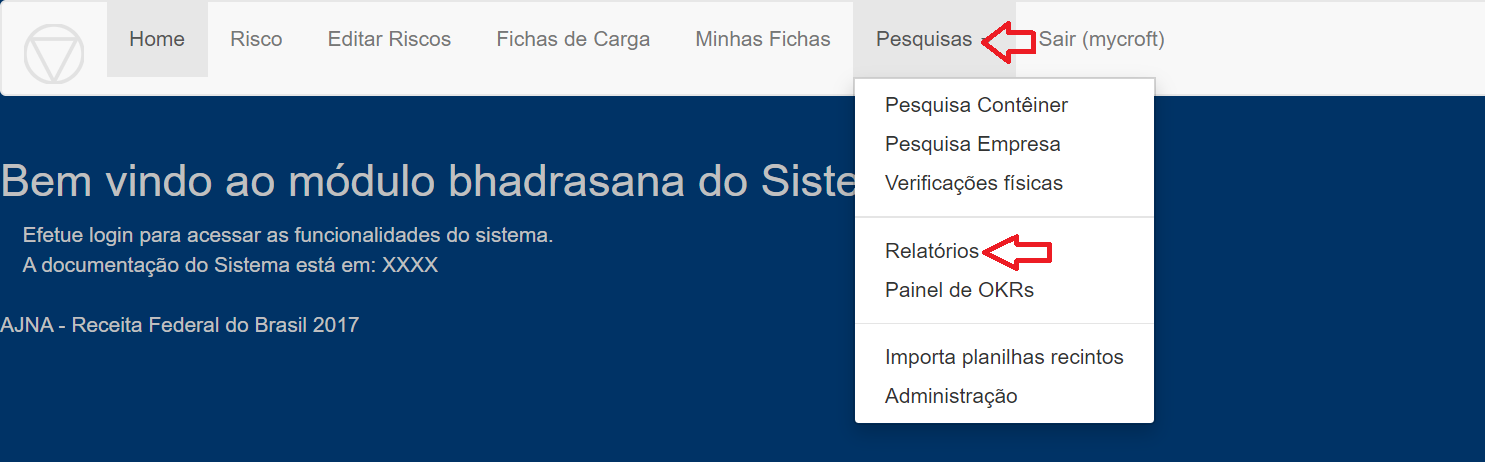 Home Risco Editar Riscos Fichas de Carga Minhas Fichas Pesquisas Sair (mycroft)
Pesquisa Contêiner
Pesquisa Empresa
Verificações físicas
Relatórios
Painel de OKRs
Importa planilhas recintos
Administração
Bem vindo ao módulo bhadrasana do Siste
Efetue login para acessar as funcionalidades do sistema.
A documentação do Sistema está em: XXXX
AJNA - Receita Federal do Brasil 2017